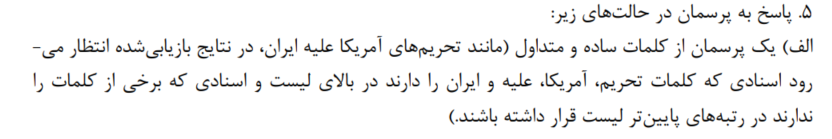 ۵. پاسخ به پرسمان در حالت‌های زیر:
الف) یک پرسمان از کلمات ساده و متداول (مانند تحریم‌های آمریکا علیه ایران، در نتایج بازیابی‌شده انتظار می-
رود اسنادی که کلمات تحریم، آمریکا، علیه و ایران را دارند در بالای لیست و اسنادی که برخی از کلمات را
ندارند در رتبه‌های پایین‌تر لیست قرار داشته باشند.)